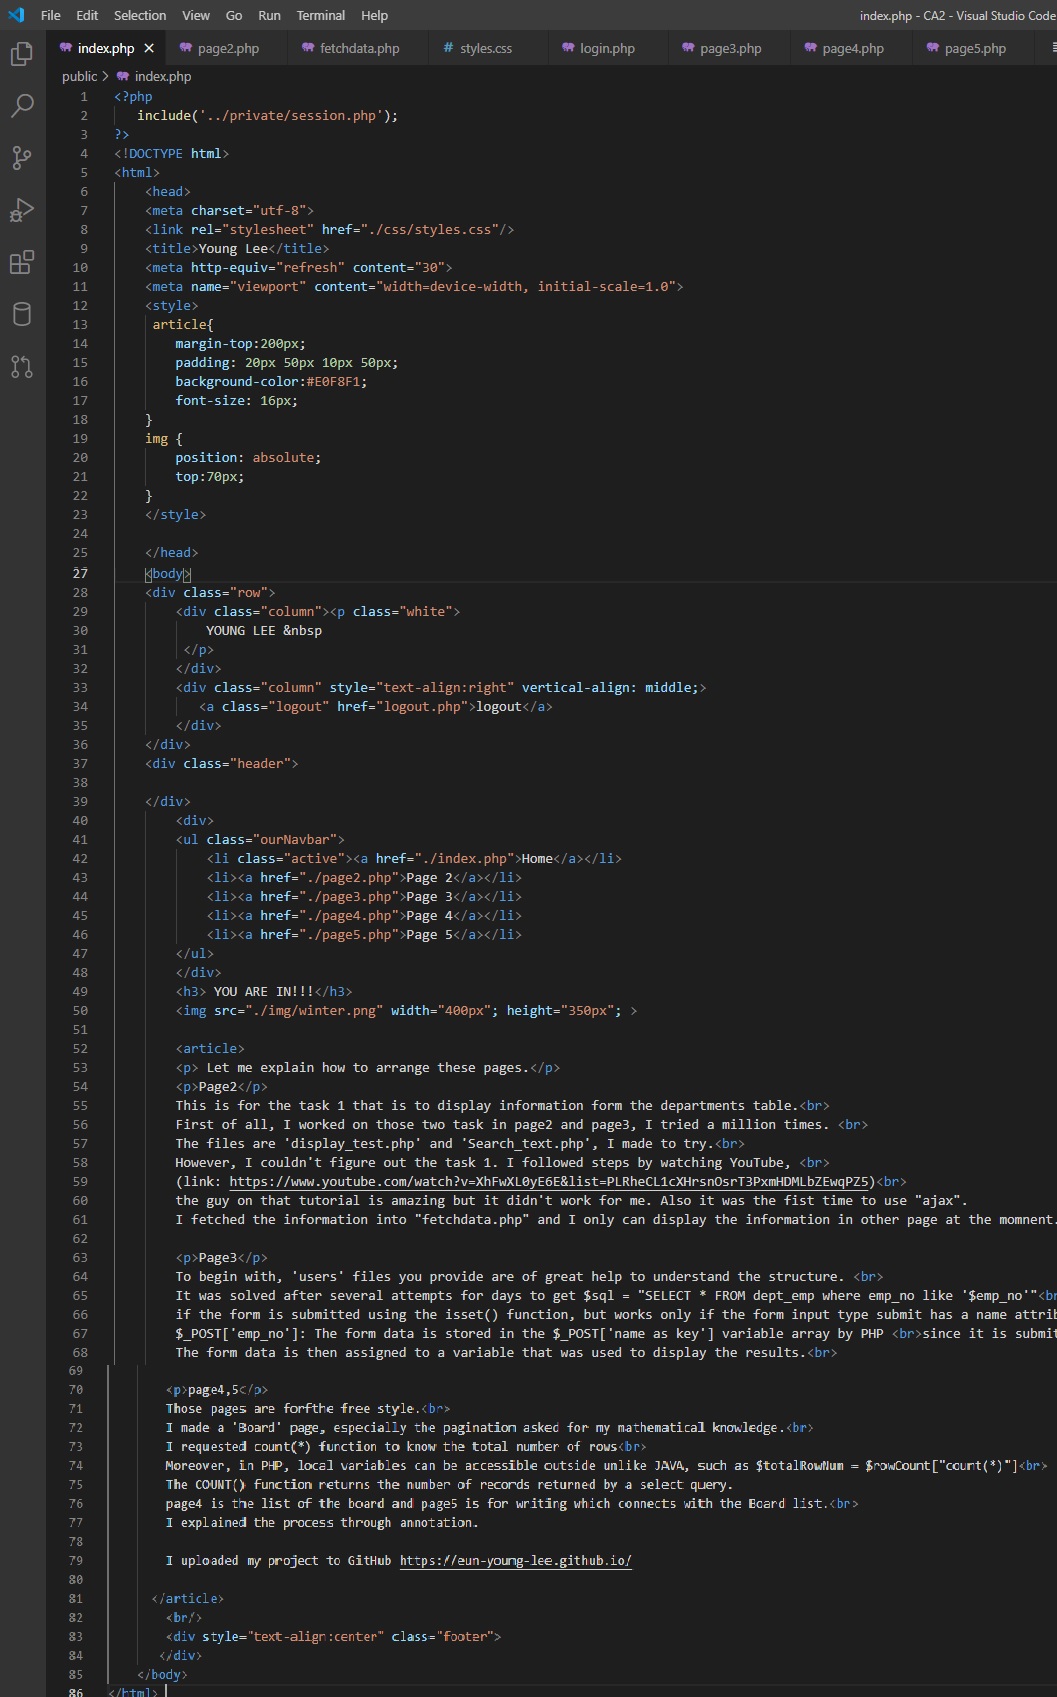 File Edit Selection View Go Run Terminal Help index.php - CA2 - Visual Studio Code
index.php page2.php fetchdata.php # styles.css login.php page3.php page4.php page5.php
public > index.php
1 <?php
2 include('../private/session.php');
3 ?>
4 <!DOCTYPE html>
5 <html>
6 <head>
7 <meta charset="utf-8">
8 <link rel="stylesheet" href="./css/styles.css"/>
9 <title>Young Lee</title>
10 <meta http-equiv="refresh" content="30">
11 <meta name="viewport" content="width=device-width, initial-scale=1.0">
12 <style>
13 article{
14 margin-top:200px;
15 padding: 20px 50px 10px 50px;
16 background-color:#E0F8F1;
17 font-size: 16px;
18 }
19 img {
20 position: absolute;
21 top:70px;
22 }
23 </style>
24
25 </head>
27 <body>
28 <div class="row">
29 <div class="column"><p class="white">
30 YOUNG LEE &nbsp
31 </p>
32 </div>
33 <div class="column" style="text-align:right" vertical-align: middle;>
34 <a class="logout" href="logout.php">logout</a>
35 </div>
36 </div>
37 <div class="header">
38
39 </div>
40 <div>
41 <ul class="ourNavbar">
42 <li class="active"><a href="./index.php">Home</a></li>
43 <li><a href="./page2.php">Page 2</a></li>
44 <li><a href="./page3.php">Page 3</a></li>
45 <li><a href="./page4.php">Page 4</a></li>
46 <li><a href="./page5.php">Page 5</a></li>
47 </ul>
48 </div>
49 <h3> YOU ARE IN!!!</h3>
50 <img src="./img/winter.png" width="400px"; height="350px"; >
51
52 <article>
53 <p> Let me explain how to arrange these pages.</p>
54 <p>Page2</p>
55 This is for the task 1 that is to display information form the departments table.<br>
56 First of all, I worked on those two task in page2 and page3, I tried a million times. <br>
57 The files are 'display_test.php' and 'Search_text.php', I made to try.<br>
58 However, I couldn't figure out the task 1. I followed steps by watching YouTube, <br>
59 (link: https://www.youtube.com/watch?v=XhFwXL0yE6E&list=PLRheCL1cXHrsnOsrT3PxmHDMLbZEwqPZ5)<br>
60 the guy on that tutorial is amazing but it didn't work for me. Also it was the fist time to use "ajax".
61 I fetched the information into "fetchdata.php" and I only can display the information in other page at the momnent.
62
63 <p>Page3</p>
64 To begin with, 'users' files you provide are of great help to understand the structure. <br>
65 It was solved after several attempts for days to get $sql = "SELECT * FROM dept_emp where emp_no like '$emp_no'"<br
66 if the form is submitted using the isset() function, but works only if the form input type submit has a name attrib
67 $_POST['emp_no']: The form data is stored in the $_POST['name as key'] variable array by PHP <br>since it is submit
68 The form data is then assigned to a variable that was used to display the results.<br>
69
70 <p>page4,5</p>
71 Those pages are forfthe free style.<br>
72 I made a 'Board' page, especially the pagination asked for my mathematical knowledge.<br>
73 I requested count(*) function to know the total number of rows<br>
74 Moreover, in PHP, local variables can be accessible outside unlike JAVA, such as $totalRowNum = $rowCount["count(*)"]<br>
75 The COUNT() function returns the number of records returned by a select query.
76 page4 is the list of the board and page5 is for writing which connects with the Board list.<br>
77 I explained the process through annotation.
78
79 I uploaded my project to GitHub https://eun-young-lee.github.io/
80
81 </article>
82 <br/>
83 <div style="text-align:center" class="footer">
84 </div>
85 </body>
86 </html>